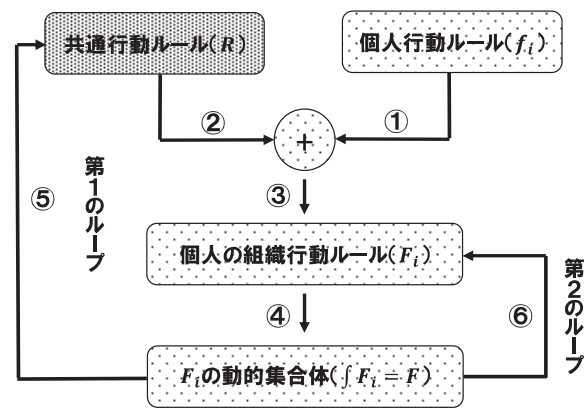 共通行動ルール(R)
個人行動ルール(fᵢ)
②
①
+
⑤
第1のループ
③
個人の組織行動ルール(Fᵢ)
④
⑥
第2のループ
Fᵢの動的集合体(∫Fᵢ = F)